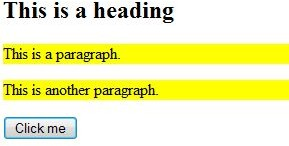 This is a heading
This is a paragraph.
This is another paragraph.
Click me